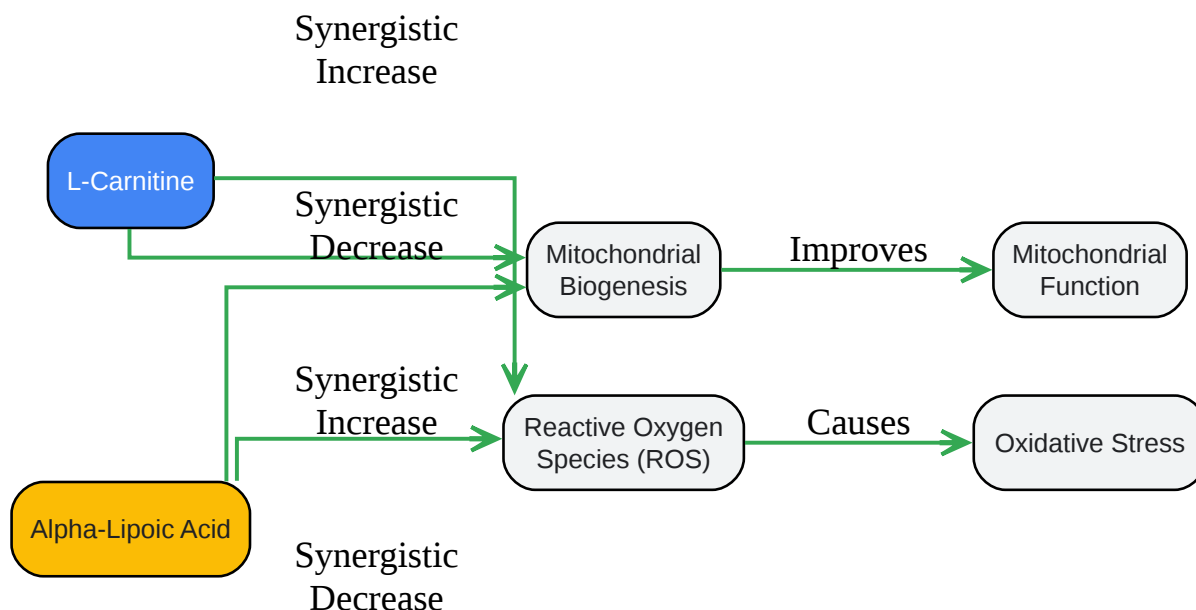 Synergistic
Increase
L-Carnitine
Synergistic
Decrease
Mitochondrial
Biogenesis
Improves
Mitochondrial
Function
Synergistic
Increase
Reactive Oxygen
Species (ROS)
Causes
Oxidative Stress
Alpha-Lipoic Acid
Synergistic
Decrease